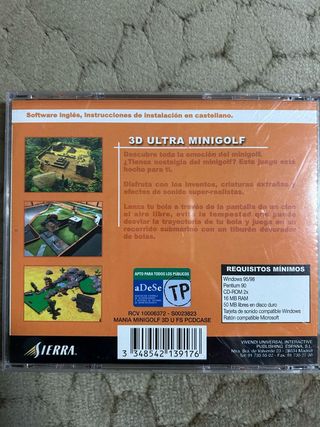 Software Inglés, Instrucciones de instalación en castellano.
3D ULTRA MINIGOLF
Descubre toda la emoción del minigolf.
¿Tienes nostalgia del minigolf? Este juego está
hecho para ti.
Disfruta con los inventos, criaturas extrañas y
efectos de sonido super-realistas.
Lanza tu bola a través de la pantalla de un cine
al aire libre, evita la tempestad que puede
desviar la trayectoria de tu bola y juega en un
recorrido submarino con un tiburón devorador
de bolas.
REQUISITOS MÍNIMOS
Windows 95/98
Pentium 90
CD-ROM 2x
16 MB RAM
50 MB libres en disco duro
Tarjeta de sonido compatible Windows
Ratón compatible Microsoft
APTO PARA TODOS LOS PÚBLICOS
aDeSe
TP
RCV 10006372 - S0023823
MANIA MINIGOLF 3D U FS PCDCASE
3 348542 139176
SIERRA
VIVENDI UNIVERSAL INTERACTIVE
PUBLISHING ESPAÑA, S.L.